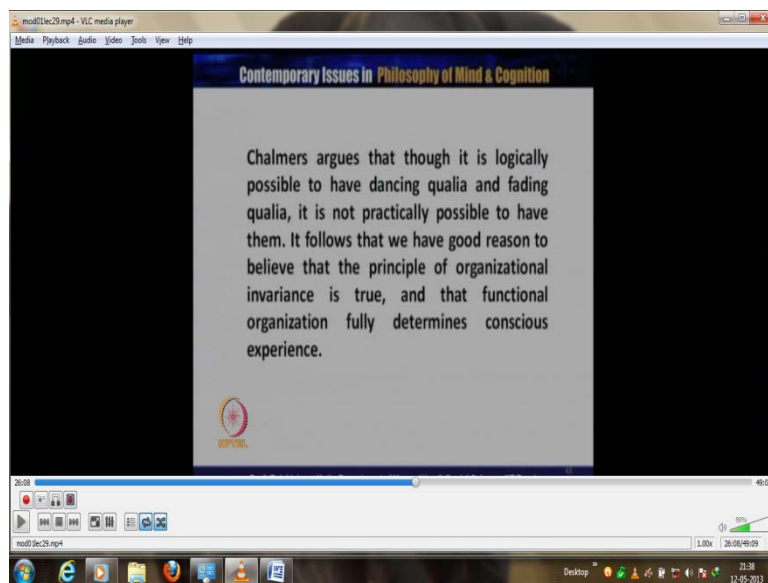 mod01lec29.mp4 - VLC media player
Media Playback Audio Video Tools View Help
Contemporary Issues in Philosophy of Mind & Cognition
Chalmers argues that though it is logically
possible to have dancing qualia and fading
qualia, it is not practically possible to have
them. It follows that we have good reason to
believe that the principle of organizational
invariance is true, and that functional
organization fully determines conscious
experience.
NPTEL
26:08
90%
mod01lec29.mp4
1.00x 26:08/49:09
Desktop
21:38
12-05-2013